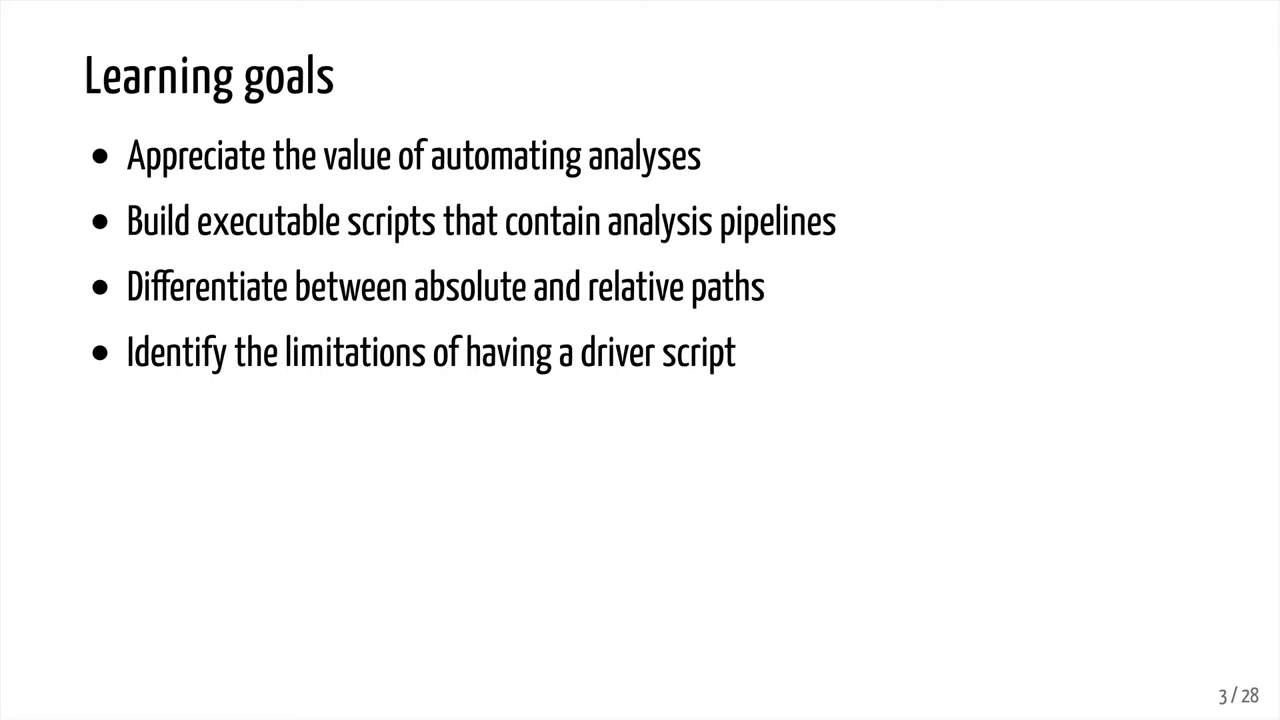 Learning goals
• Appreciate the value of automating analyses
• Build executable scripts that contain analysis pipelines
• Differentiate between absolute and relative paths
• Identify the limitations of having a driver script
3 / 28